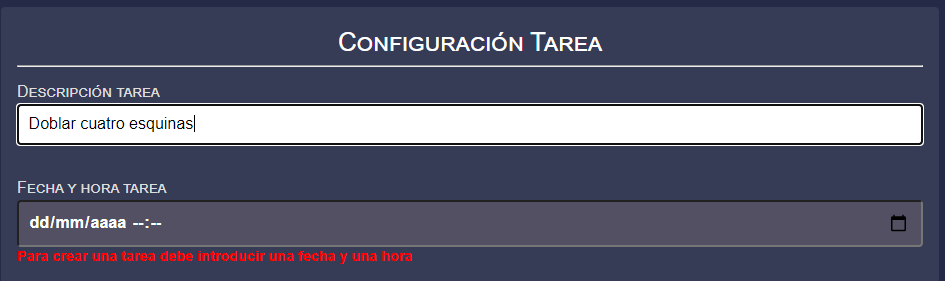 Configuración Tarea
Descripción tarea
Doblar cuatro esquinas
Fecha y hora tarea
dd/mm/aaaa --:--
Para crear una tarea debe introducir una fecha y una hora